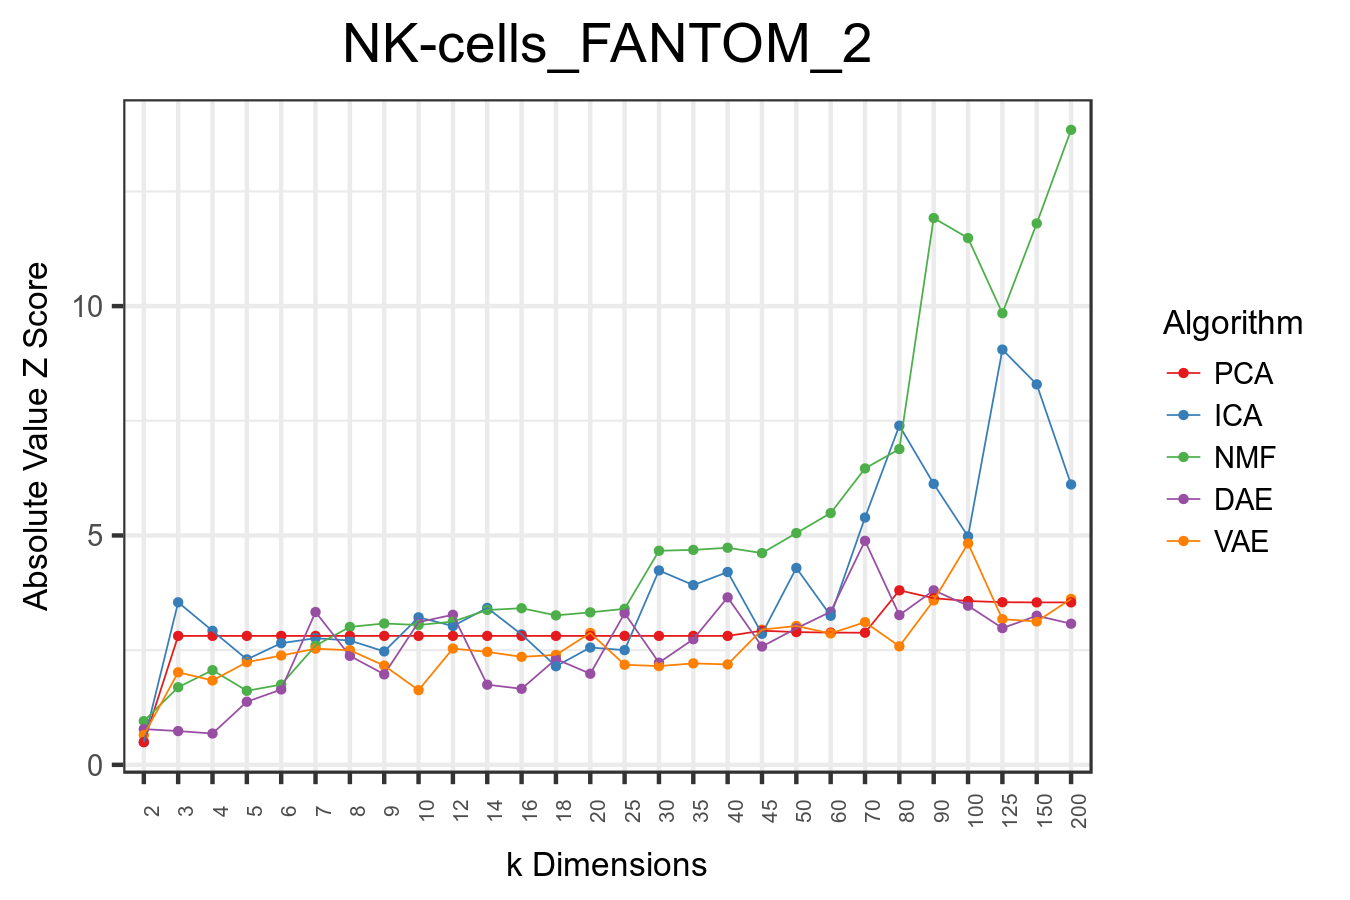 NK-cells_FANTOM_2
Absolute Value Z Score
10
5
0
2 3 4 5 6 7 8 9 10 12 14 16 18 20 25 30 35 40 45 50 60 70 80 90 100 125 150 200
k Dimensions
Algorithm
PCA
ICA
NMF
DAE
VAE